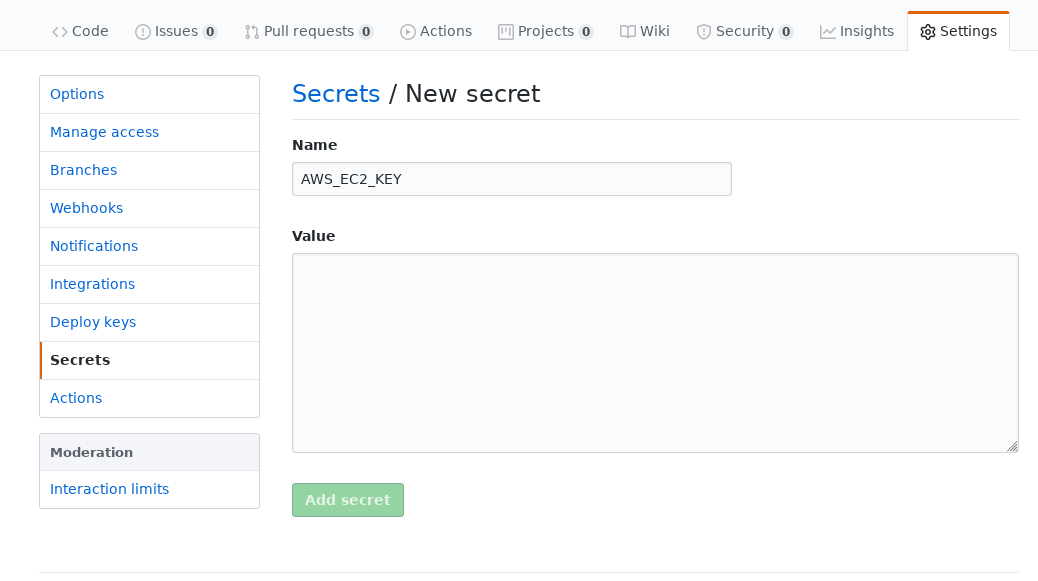 Code Issues 0 Pull requests 0 Actions Projects 0 Wiki Security 0 Insights Settings
Options
Manage access
Branches
Webhooks
Notifications
Integrations
Deploy keys
Secrets
Actions
Moderation
Interaction limits
Secrets / New secret
Name
AWS_EC2_KEY
Value
Add secret